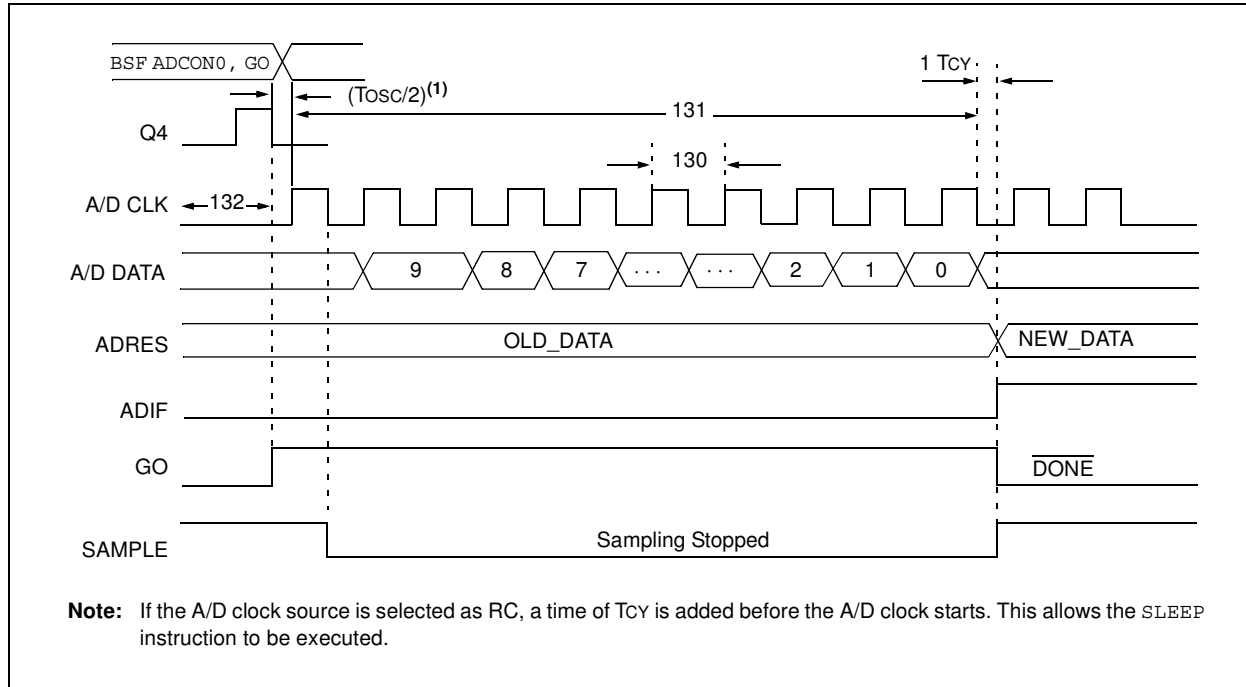 BSF ADCON0, GO
1 TCY
(TOSC/2)(1)
131
Q4
130
A/D CLK
132
A/D DATA
9 8 7 ... ... 2 1 0
ADRES
OLD_DATA
NEW_DATA
ADIF
GO
DONE
SAMPLE
Sampling Stopped
Note: If the A/D clock source is selected as RC, a time of TCY is added before the A/D clock starts. This allows the SLEEP
instruction to be executed.